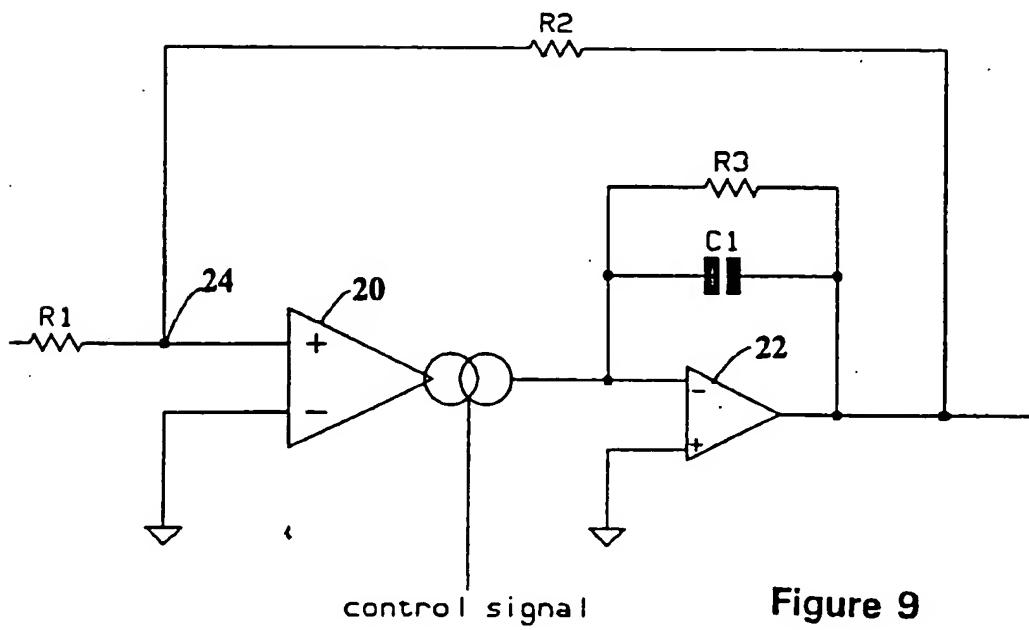 R2
R3
C1
24
20
R1
+
-
22
-
+
control signal
Figure 9